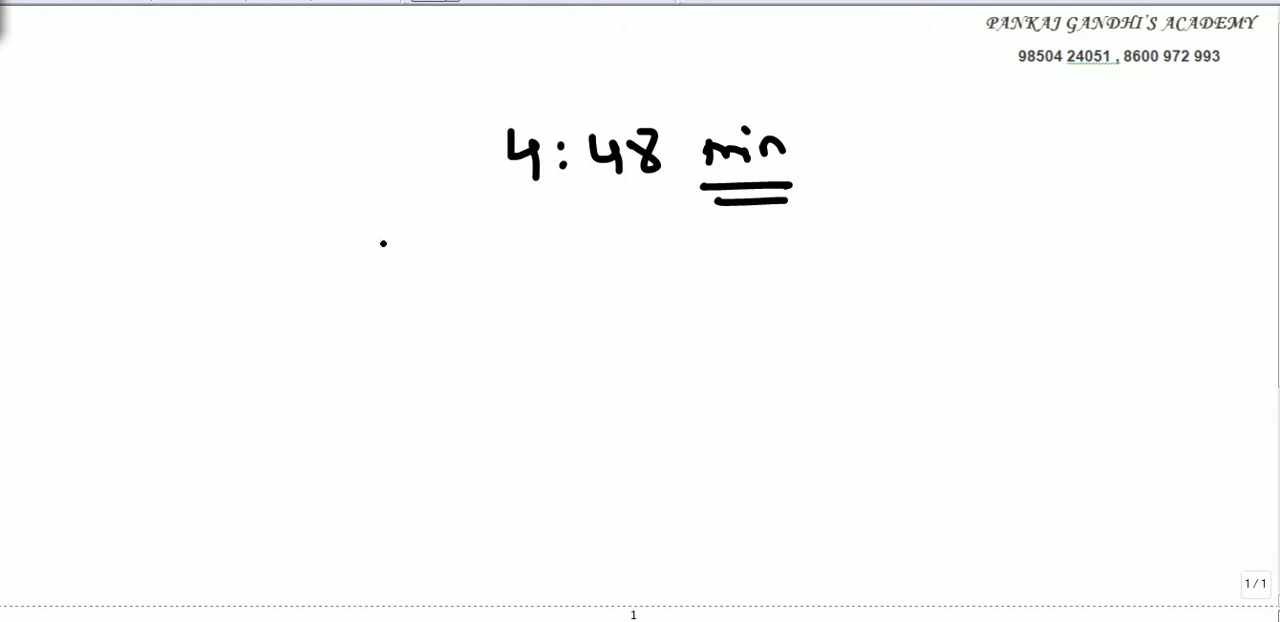 PANKAJ GANDHI'S ACADEMY
98504 24051 , 8600 972 993
4:48 min
1 / 1
1